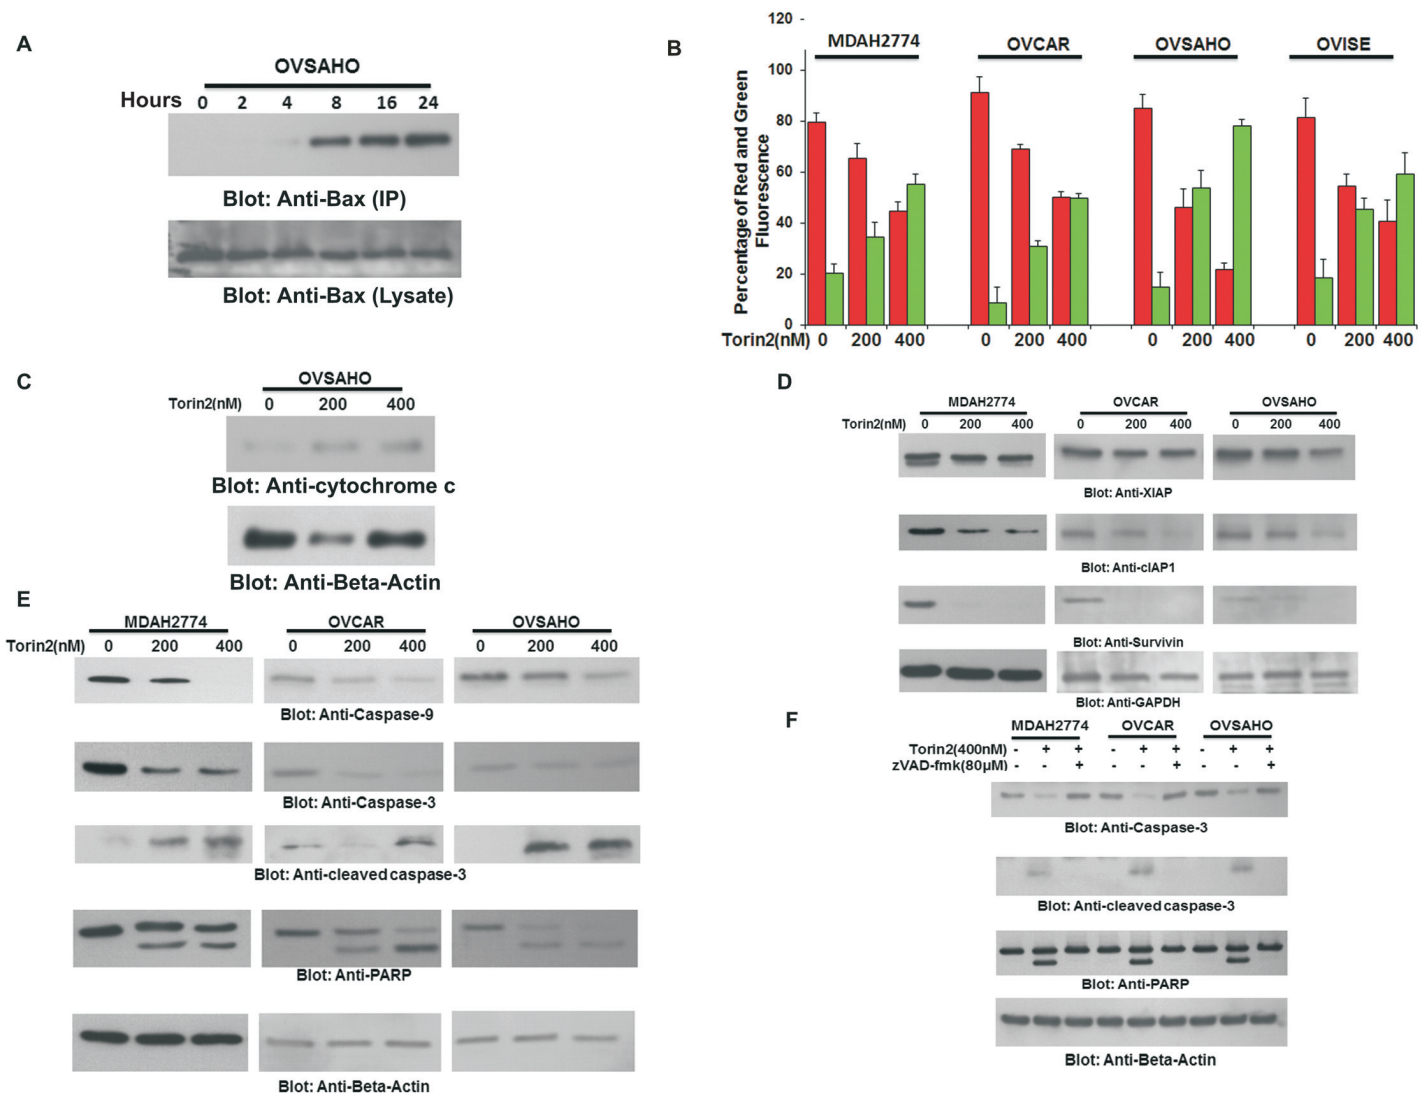 A
OVSAHO
Hours 0 2 4 8 16 24
Blot: Anti-Bax (IP)
Blot: Anti-Bax (Lysate)
B
120
100
80
60
40
20
0
Percentage of Red and Green
Fluorescence
MDAH2774 OVCAR OVSAHO OVISE
Torin2(nM) 0 200 400 0 200 400 0 200 400 0 200 400
C
OVSAHO
Torin2(nM) 0 200 400
Blot: Anti-cytochrome c
Blot: Anti-Beta-Actin
D
MDAH2774 OVCAR OVSAHO
Torin2(nM) 0 200 400 0 200 400 0 200 400
Blot: Anti-XIAP
Blot: Anti-cIAP1
Blot: Anti-Survivin
Blot: Anti-GAPDH
E
MDAH2774 OVCAR OVSAHO
Torin2(nM) 0 200 400 0 200 400 0 200 400
Blot: Anti-Caspase-9
Blot: Anti-Caspase-3
Blot: Anti-cleaved caspase-3
Blot: Anti-PARP
Blot: Anti-Beta-Actin
F
MDAH2774 OVCAR OVSAHO
Torin2(400nM) - + + - + + - + +
zVAD-fmk(80µM) - - + - - + - - +
Blot: Anti-Caspase-3
Blot: Anti-cleaved caspase-3
Blot: Anti-PARP
Blot: Anti-Beta-Actin